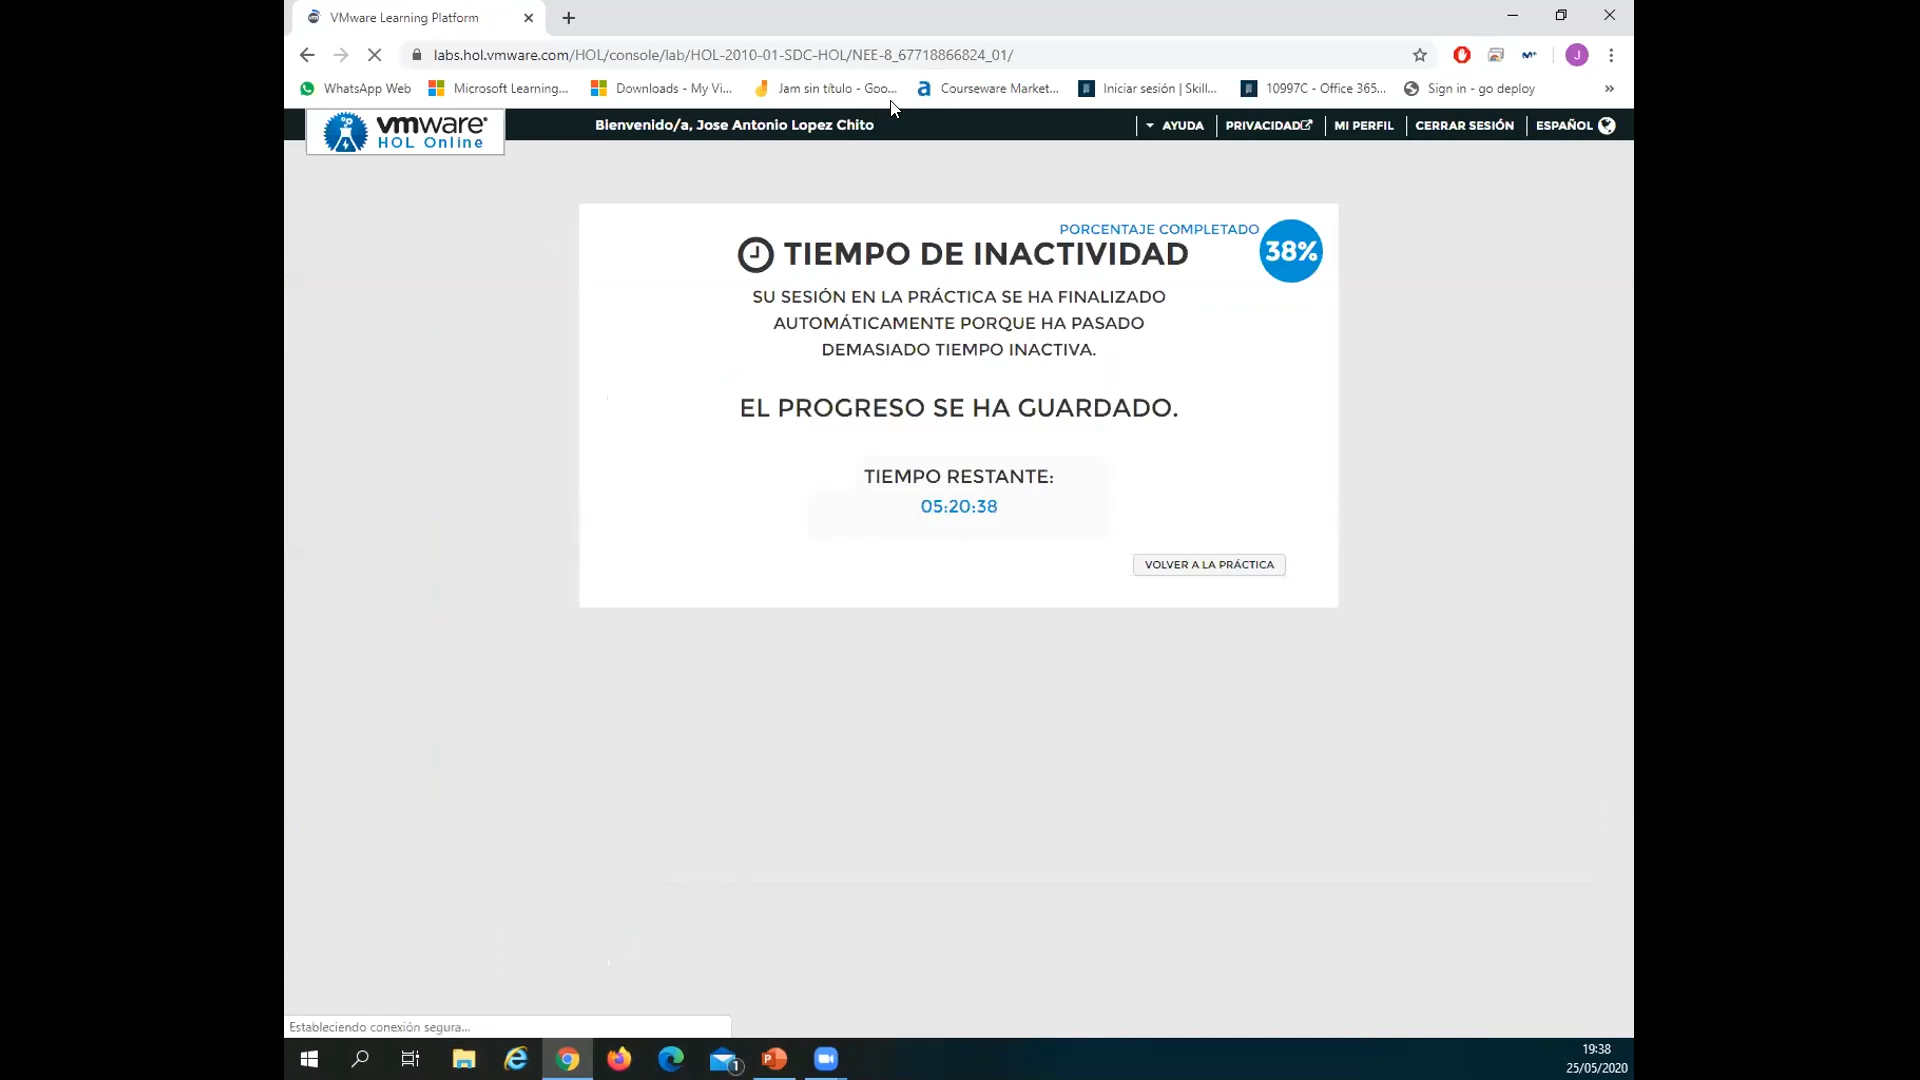 VMware Learning Platform
labs.hol.vmware.com/HOL/console/lab/HOL-2010-01-SDC-HOL/NEE-8_67718866824_01/
WhatsApp Web Microsoft Learning... Downloads - My Vi... Jam sin título - Goo... Courseware Market... Iniciar sesión | Skill... 10997C - Office 365... Sign in - go deploy »
vmware HOL Online
Bienvenido/a, Jose Antonio Lopez Chito
AYUDA PRIVACIDAD MI PERFIL CERRAR SESIÓN ESPAÑOL
PORCENTAJE COMPLETADO
38%
TIEMPO DE INACTIVIDAD
SU SESIÓN EN LA PRÁCTICA SE HA FINALIZADO
AUTOMÁTICAMENTE PORQUE HA PASADO
DEMASIADO TIEMPO INACTIVA.
EL PROGRESO SE HA GUARDADO.
TIEMPO RESTANTE:
05:20:38
VOLVER A LA PRÁCTICA
Estableciendo conexión segura...
19:38
25/05/2020